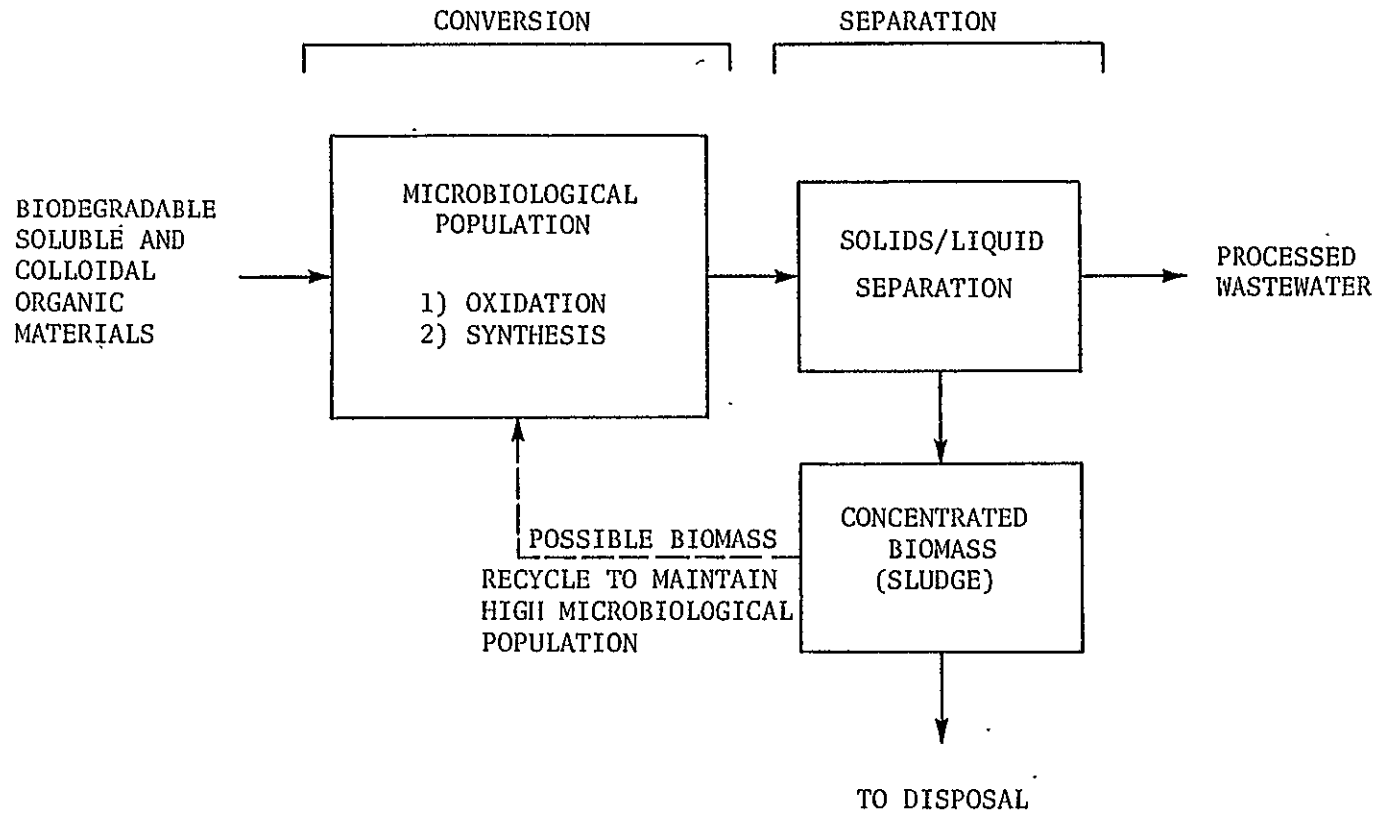 CONVERSION
SEPARATION
BIODEGRADABLE
SOLUBLE AND
COLLOIDAL
ORGANIC
MATERIALS
MICROBIOLOGICAL
POPULATION
1) OXIDATION
2) SYNTHESIS
SOLIDS/LIQUID
SEPARATION
PROCESSED
WASTEWATER
POSSIBLE BIOMASS
RECYCLE TO MAINTAIN
HIGH MICROBIOLOGICAL
POPULATION
CONCENTRATED
BIOMASS
(SLUDGE)
TO DISPOSAL